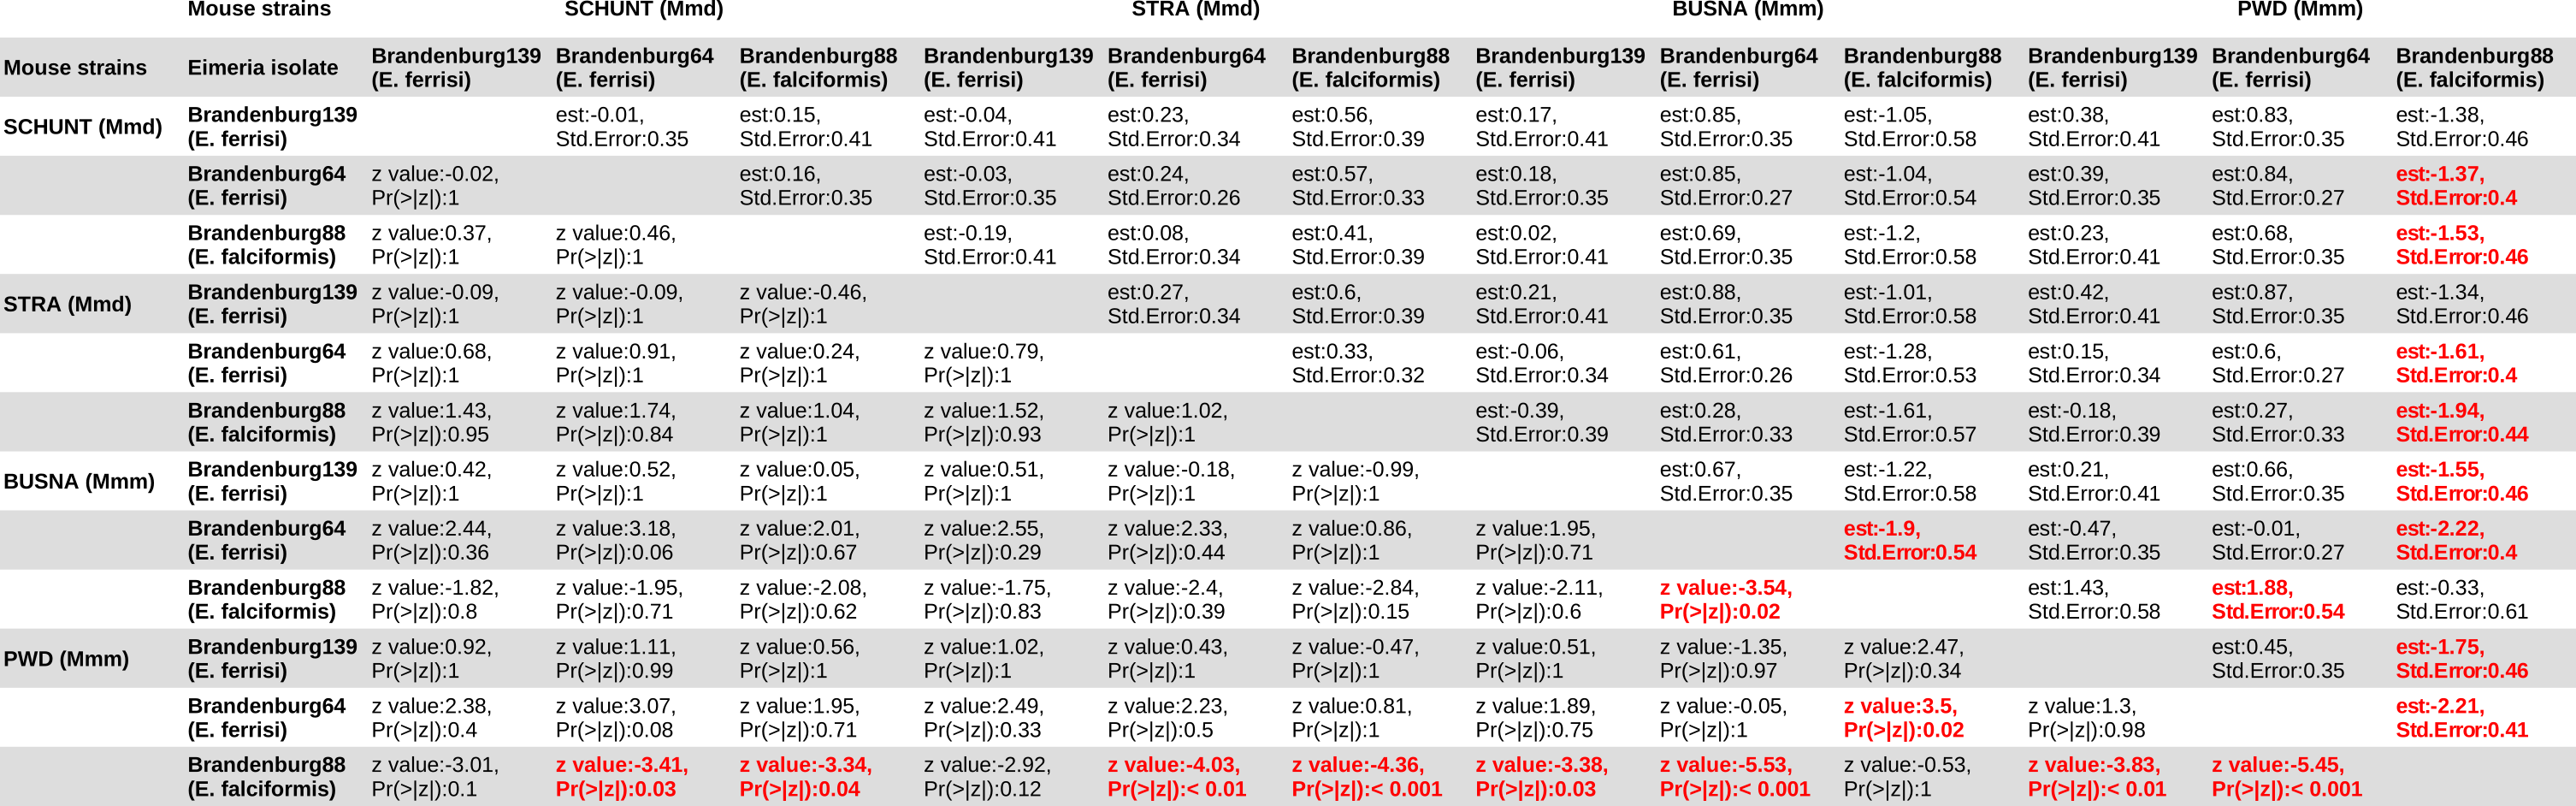 Mouse strains SCHUNT (Mmd) STRA (Mmd) BUSNA (Mmm) PWD (Mmm)
Mouse strains Eimeria isolate Brandenburg139 Brandenburg64 Brandenburg88 Brandenburg139 Brandenburg64 Brandenburg88 Brandenburg139 Brandenburg64 Brandenburg88 Brandenburg139 Brandenburg64 Brandenburg88
(E. ferrisi) (E. ferrisi) (E. falciformis) (E. ferrisi) (E. ferrisi) (E. falciformis) (E. ferrisi) (E. ferrisi) (E. falciformis) (E. ferrisi) (E. ferrisi) (E. falciformis)
SCHUNT (Mmd) Brandenburg139 est:-0.01, est:0.15, est:-0.04, est:0.23, est:0.56, est:0.17, est:0.85, est:-1.05, est:0.38, est:0.83, est:-1.38,
(E. ferrisi) Std.Error:0.35 Std.Error:0.41 Std.Error:0.41 Std.Error:0.34 Std.Error:0.39 Std.Error:0.41 Std.Error:0.35 Std.Error:0.58 Std.Error:0.41 Std.Error:0.35 Std.Error:0.46
Brandenburg64 z value:-0.02, est:0.16, est:-0.03, est:0.24, est:0.57, est:0.18, est:0.85, est:-1.04, est:0.39, est:0.84, est:-1.37,
(E. ferrisi) Pr(>|z|):1 Std.Error:0.35 Std.Error:0.35 Std.Error:0.26 Std.Error:0.33 Std.Error:0.35 Std.Error:0.27 Std.Error:0.54 Std.Error:0.35 Std.Error:0.27 Std.Error:0.4
Brandenburg88 z value:0.37, z value:0.46, est:-0.19, est:0.08, est:0.41, est:0.02, est:0.69, est:-1.2, est:0.23, est:0.68, est:-1.53,
(E. falciformis) Pr(>|z|):1 Pr(>|z|):1 Std.Error:0.41 Std.Error:0.34 Std.Error:0.39 Std.Error:0.41 Std.Error:0.35 Std.Error:0.58 Std.Error:0.41 Std.Error:0.35 Std.Error:0.46
STRA (Mmd) Brandenburg139 z value:-0.09, z value:-0.09, z value:-0.46, est:0.27, est:0.6, est:0.21, est:0.88, est:-1.01, est:0.42, est:0.87, est:-1.34,
(E. ferrisi) Pr(>|z|):1 Pr(>|z|):1 Pr(>|z|):1 Std.Error:0.34 Std.Error:0.39 Std.Error:0.41 Std.Error:0.35 Std.Error:0.58 Std.Error:0.41 Std.Error:0.35 Std.Error:0.46
Brandenburg64 z value:0.68, z value:0.91, z value:0.24, z value:0.79, est:0.33, est:-0.06, est:0.61, est:-1.28, est:0.15, est:0.6, est:-1.61,
(E. ferrisi) Pr(>|z|):1 Pr(>|z|):1 Pr(>|z|):1 Pr(>|z|):1 Std.Error:0.32 Std.Error:0.34 Std.Error:0.26 Std.Error:0.53 Std.Error:0.34 Std.Error:0.27 Std.Error:0.4
Brandenburg88 z value:1.43, z value:1.74, z value:1.04, z value:1.52, z value:1.02, est:-0.39, est:0.28, est:-1.61, est:-0.18, est:0.27, est:-1.94,
(E. falciformis) Pr(>|z|):0.95 Pr(>|z|):0.84 Pr(>|z|):1 Pr(>|z|):0.93 Pr(>|z|):1 Std.Error:0.39 Std.Error:0.33 Std.Error:0.57 Std.Error:0.39 Std.Error:0.33 Std.Error:0.44
BUSNA (Mmm) Brandenburg139 z value:0.42, z value:0.52, z value:0.05, z value:0.51, z value:-0.18, z value:-0.99, est:0.67, est:-1.22, est:0.21, est:0.66, est:-1.55,
(E. ferrisi) Pr(>|z|):1 Pr(>|z|):1 Pr(>|z|):1 Pr(>|z|):1 Pr(>|z|):1 Pr(>|z|):1 Std.Error:0.35 Std.Error:0.58 Std.Error:0.41 Std.Error:0.35 Std.Error:0.46
Brandenburg64 z value:2.44, z value:3.18, z value:2.01, z value:2.55, z value:2.33, z value:0.86, z value:1.95, est:-1.9, est:-0.47, est:-0.01, est:-2.22,
(E. ferrisi) Pr(>|z|):0.36 Pr(>|z|):0.06 Pr(>|z|):0.67 Pr(>|z|):0.29 Pr(>|z|):0.44 Pr(>|z|):1 Pr(>|z|):0.71 Std.Error:0.54 Std.Error:0.35 Std.Error:0.27 Std.Error:0.4
Brandenburg88 z value:-1.82, z value:-1.95, z value:-2.08, z value:-1.75, z value:-2.4, z value:-2.84, z value:-2.11, z value:-3.54, est:1.43, est:1.88, est:-0.33,
(E. falciformis) Pr(>|z|):0.8 Pr(>|z|):0.71 Pr(>|z|):0.62 Pr(>|z|):0.83 Pr(>|z|):0.39 Pr(>|z|):0.15 Pr(>|z|):0.6 Pr(>|z|):0.02 Std.Error:0.58 Std.Error:0.54 Std.Error:0.61
PWD (Mmm) Brandenburg139 z value:0.92, z value:1.11, z value:0.56, z value:1.02, z value:0.43, z value:-0.47, z value:0.51, z value:-1.35, z value:2.47, est:0.45, est:-1.75,
(E. ferrisi) Pr(>|z|):1 Pr(>|z|):0.99 Pr(>|z|):1 Pr(>|z|):1 Pr(>|z|):1 Pr(>|z|):1 Pr(>|z|):1 Pr(>|z|):0.97 Pr(>|z|):0.34 Std.Error:0.35 Std.Error:0.46
Brandenburg64 z value:2.38, z value:3.07, z value:1.95, z value:2.49, z value:2.23, z value:0.81, z value:1.89, z value:-0.05, z value:3.5, z value:1.3, est:-2.21,
(E. ferrisi) Pr(>|z|):0.4 Pr(>|z|):0.08 Pr(>|z|):0.71 Pr(>|z|):0.33 Pr(>|z|):0.5 Pr(>|z|):1 Pr(>|z|):0.75 Pr(>|z|):1 Pr(>|z|):0.02 Pr(>|z|):0.98 Std.Error:0.41
Brandenburg88 z value:-3.01, z value:-3.41, z value:-3.34, z value:-2.92, z value:-4.03, z value:-4.36, z value:-3.38, z value:-5.53, z value:-0.53, z value:-3.83, z value:-5.45,
(E. falciformis) Pr(>|z|):0.1 Pr(>|z|):0.03 Pr(>|z|):0.04 Pr(>|z|):0.12 Pr(>|z|):< 0.01 Pr(>|z|):< 0.001 Pr(>|z|):0.03 Pr(>|z|):< 0.001 Pr(>|z|):1 Pr(>|z|):< 0.01 Pr(>|z|):< 0.001